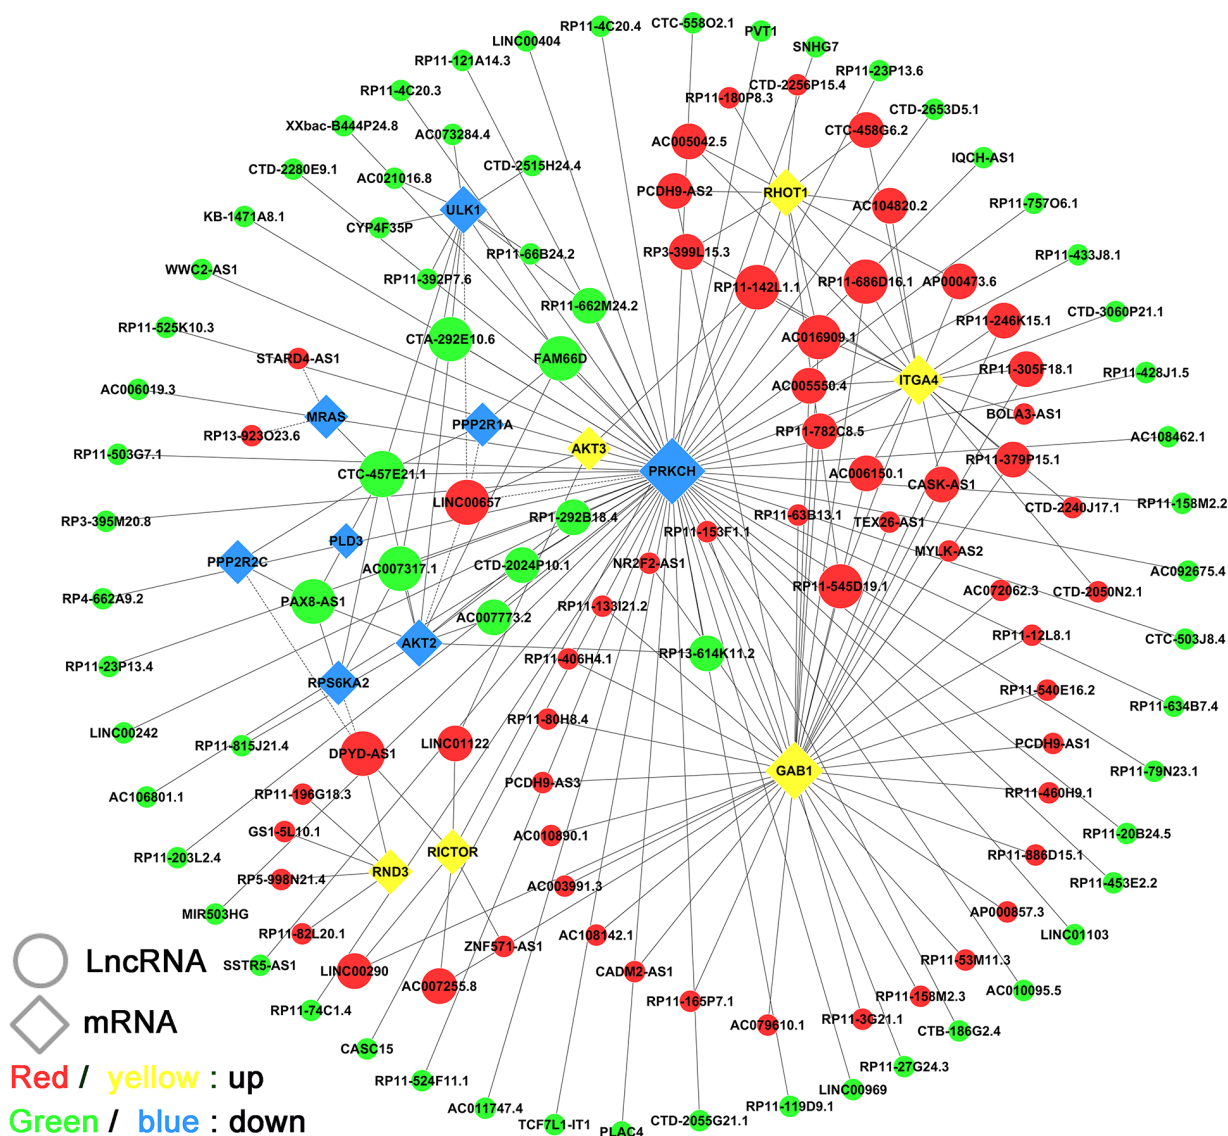 RP11-4C20.4
CTC-558O2.1
PVT1
LINC00404
SNHG7
RP11-121A14.3
RP11-23P13.6
CTD-2256P15.4
RP11-4C20.3
RP11-180P8.3
CTD-2653D5.1
XXbac-B444P24.8
AC073284.4
CTC-458G6.2
AC005042.5
IQCH-AS1
CTD-2280E9.1
CTD-2515H24.4
AC021016.8
PCDH9-AS2
RHOT1
RP11-757O6.1
KB-1471A8.1
ULK1
AC104820.2
CYP4F35P
RP11-66B24.2
RP3-399L15.3
RP11-433J8.1
WWC2-AS1
RP11-392P7.6
RP11-142L1.1
RP11-686D16.1
AP000473.6
RP11-662M24.2
CTD-3060P21.1
RP11-525K10.3
RP11-246K15.1
CTA-292E10.6
AC016909.1
STARD4-AS1
FAM66D
RP11-305F18.1
RP11-428J1.5
AC006019.3
AC005550.4
ITGA4
MRAS
BOLA3-AS1
RP13-923O23.6
PPP2R1A
RP11-782C8.5
AC108462.1
RP11-503G7.1
AKT3
PRKCH
RP11-379P15.1
CTC-457E21.1
AC006150.1
CASK-AS1
LINC00657
RP11-158M2.2
CTD-2240J17.1
RP3-395M20.8
RP1-292B18.4
RP11-63B13.1
TEX26-AS1
RP11-153F1.1
PLD3
MYLK-AS2
PPP2R2C
AC007317.1
CTD-2024P10.1
NR2F2-AS1
AC092675.4
RP11-545D19.1
AC072062.3
CTD-2050N2.1
RP4-662A9.2
PAX8-AS1
RP11-133I21.2
AC007773.2
RP11-12L8.1
CTC-503J8.4
AKT2
RP11-406H4.1
RP13-614K11.2
RP11-23P13.4
RPS6KA2
RP11-540E16.2
RP11-634B7.4
RP11-80H8.4
LINC00242
RP11-815J21.4
DPYD-AS1
LINC01122
PCDH9-AS1
GAB1
RP11-79N23.1
PCDH9-AS3
AC106801.1
RP11-196G18.3
RP11-460H9.1
GS1-5L10.1
AC010890.1
RP11-20B24.5
RP11-203L2.4
RICTOR
RP11-886D15.1
RND3
RP5-998N21.4
AC003991.3
RP11-453E2.2
MIR503HG
AP000857.3
RP11-82L20.1
AC108142.1
LINC01103
ZNF571-AS1
LncRNA
SSTR5-AS1
LINC00290
CADM2-AS1
RP11-53M11.3
AC007255.8
AC010095.5
RP11-158M2.3
RP11-165P7.1
RP11-74C1.4
mRNA
AC079610.1
RP11-3G21.1
CTB-186G2.4
CASC15
RP11-27G24.3
Red / yellow : up
RP11-524F11.1
LINC00969
AC011747.4
RP11-119D9.1
Green / blue : down
TCF7L1-IT1
PLAC4
CTD-2055G21.1